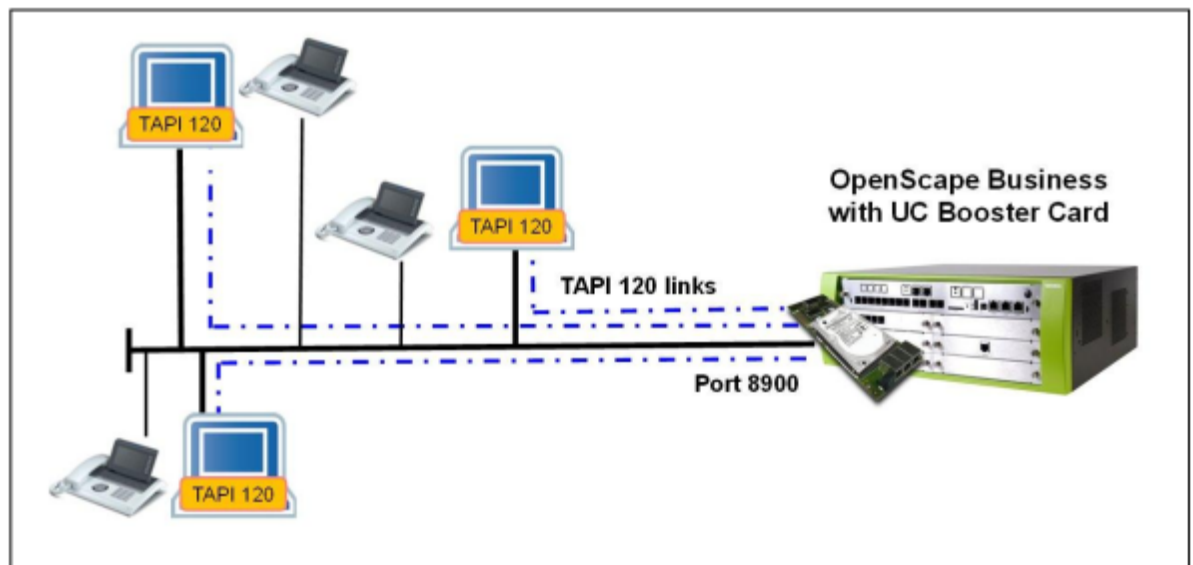 TAPI 120
TAPI 120
OpenScape Business
with UC Booster Card
TAPI 120 links
Port 8900
TAPI 120